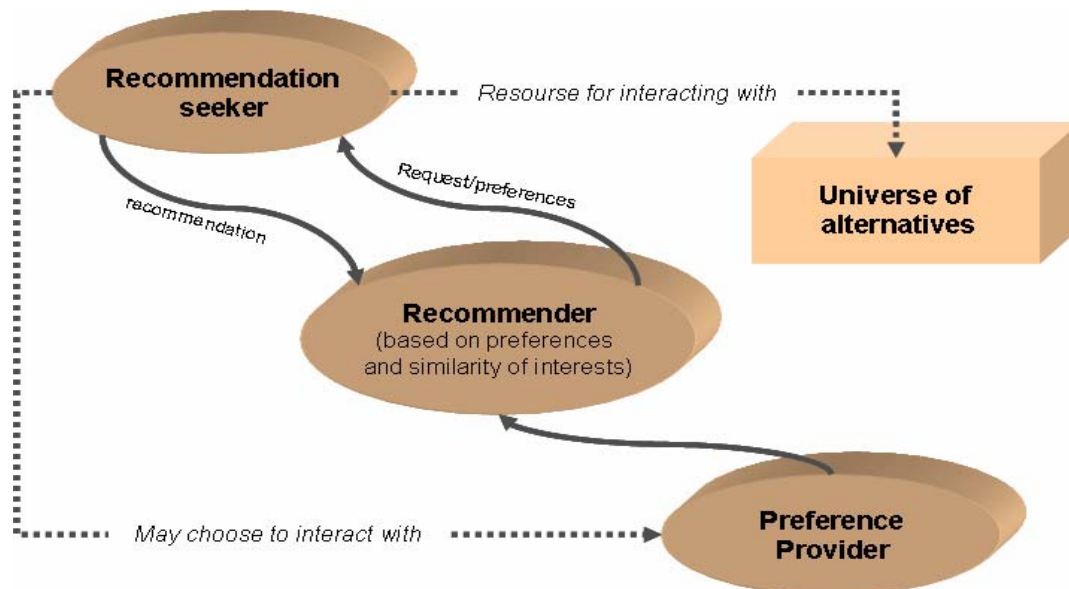 Recommendation
seeker
Resourse for interacting with
Universe of
alternatives
Request/preferences
recommendation
Recommender
(based on preferences
and similarity of interests)
May choose to interact with
Preference
Provider